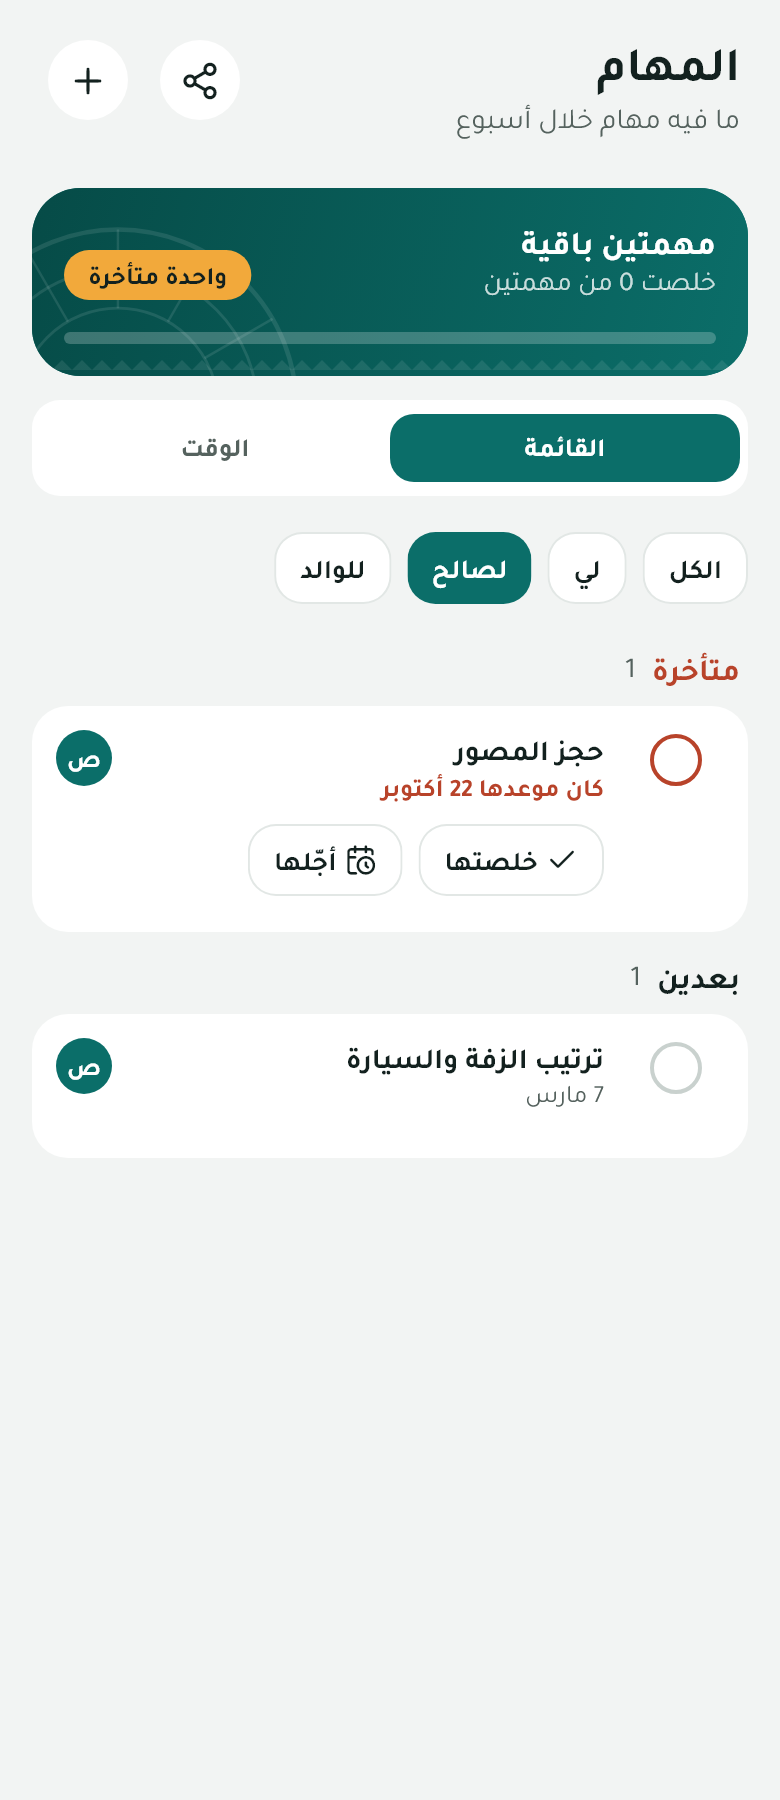 المهام
ما فيه مهام خلال أسبوع
مهمتين باقية
خلصت 0 من مهمتين
واحدة متأخرة
القائمة
الوقت
الكل
لي
لصالح
للوالد
متأخرة 1
حجز المصور
ص
كان موعدها 22 أكتوبر
خلصتها
أجّلها
بعدين 1
ترتيب الزفة والسيارة
ص
7 مارس